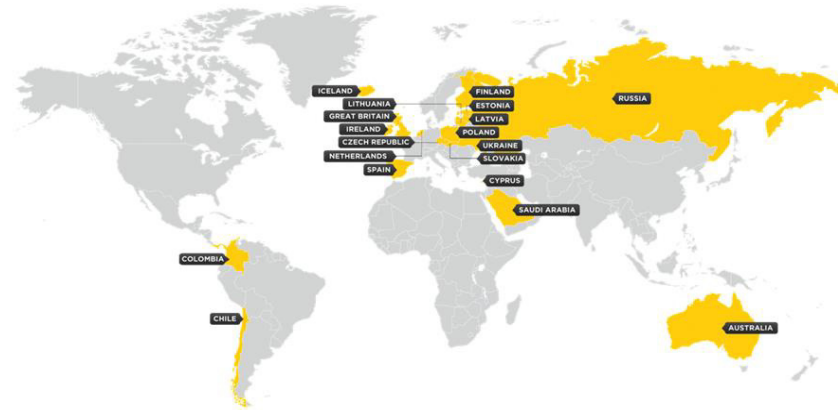 ICELAND
FINLAND
RUSSIA
LITHUANIA
ESTONIA
GREAT BRITAIN
LATVIA
IRELAND
POLAND
CZECH REPUBLIC
UKRAINE
NETHERLANDS
SLOVAKIA
SPAIN
CYPRUS
SAUDI ARABIA
COLOMBIA
CHILE
AUSTRALIA